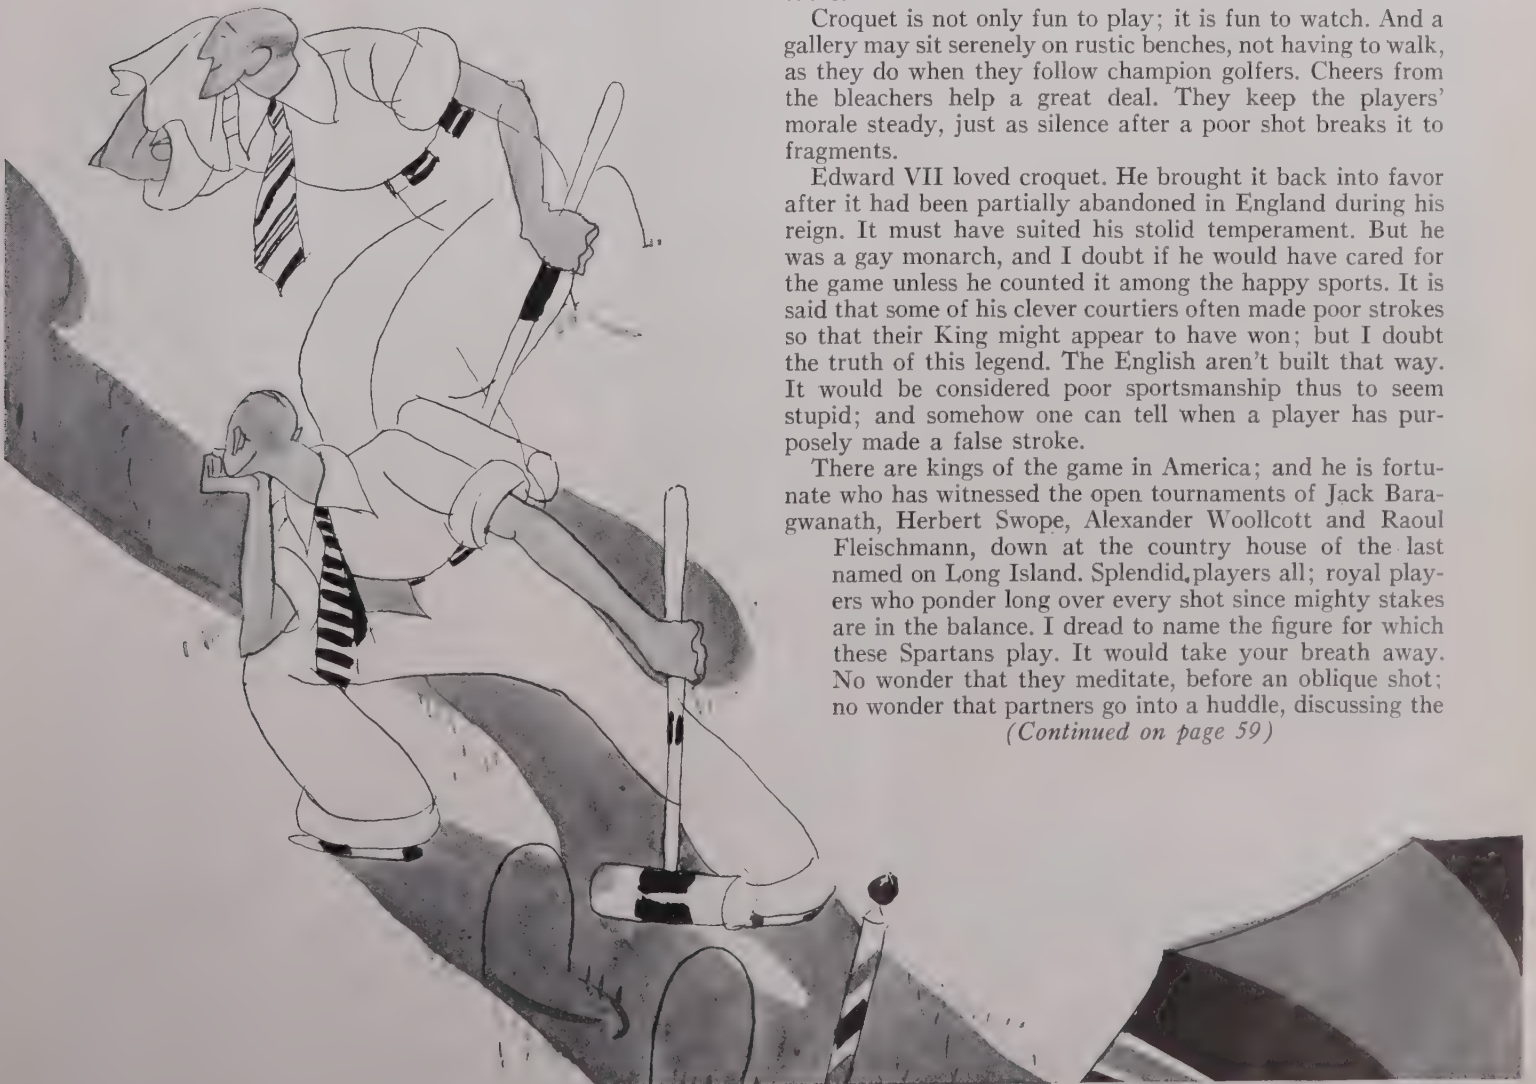 Croquet is not only fun to play; it is fun to watch. And a
gallery may sit serenely on rustic benches, not having to walk,
as they do when they follow champion golfers. Cheers from
the bleachers help a great deal. They keep the players'
morale steady, just as silence after a poor shot breaks it to
fragments.
Edward VII loved croquet. He brought it back into favor
after it had been partially abandoned in England during his
reign. It must have suited his stolid temperament. But he
was a gay monarch, and I doubt if he would have cared for
the game unless he counted it among the happy sports. It is
said that some of his clever courtiers often made poor strokes
so that their King might appear to have won; but I doubt
the truth of this legend. The English aren't built that way.
It would be considered poor sportsmanship thus to seem
stupid; and somehow one can tell when a player has pur-
posely made a false stroke.
There are kings of the game in America; and he is fortu-
nate who has witnessed the open tournaments of Jack Bara-
gwanath, Herbert Swope, Alexander Woollcott and Raoul
Fleischmann, down at the country house of the last
named on Long Island. Splendid players all; royal play-
ers who ponder long over every shot since mighty stakes
are in the balance. I dread to name the figure for which
these Spartans play. It would take your breath away.
No wonder that they meditate, before an oblique shot;
no wonder that partners go into a huddle, discussing the
(Continued on page 59)